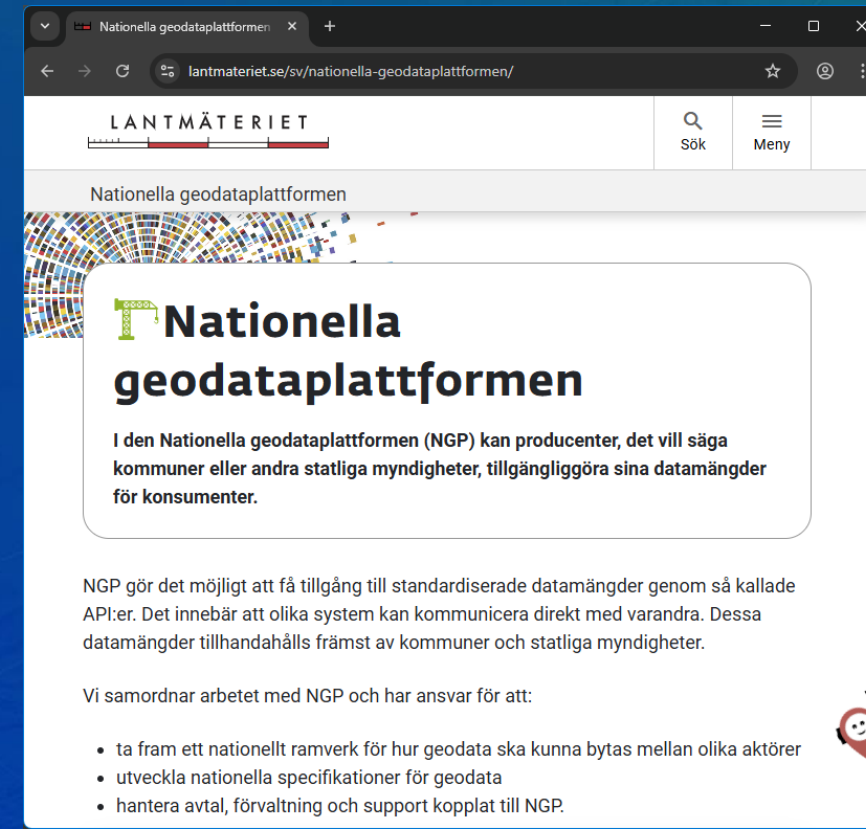 Nationella geodataplattformen
lantmateriet.se/sv/nationella-geodataplattformen/
LANTMÄTERIET
Sök
Meny
Nationella geodataplattformen
Nationella
geodataplattformen
I den Nationella geodataplattformen (NGP) kan producenter, det vill säga
kommuner eller andra statliga myndigheter, tillgängliggöra sina datamängder
för konsumenter.
NGP gör det möjligt att få tillgång till standardiserade datamängder genom så kallade
API:er. Det innebär att olika system kan kommunicera direkt med varandra. Dessa
datamängder tillhandahålls främst av kommuner och statliga myndigheter.
Vi samordnar arbetet med NGP och har ansvar för att:
• ta fram ett nationellt ramverk för hur geodata ska kunna bytas mellan olika aktörer
• utveckla nationella specifikationer för geodata
• hantera avtal, förvaltning och support kopplat till NGP.